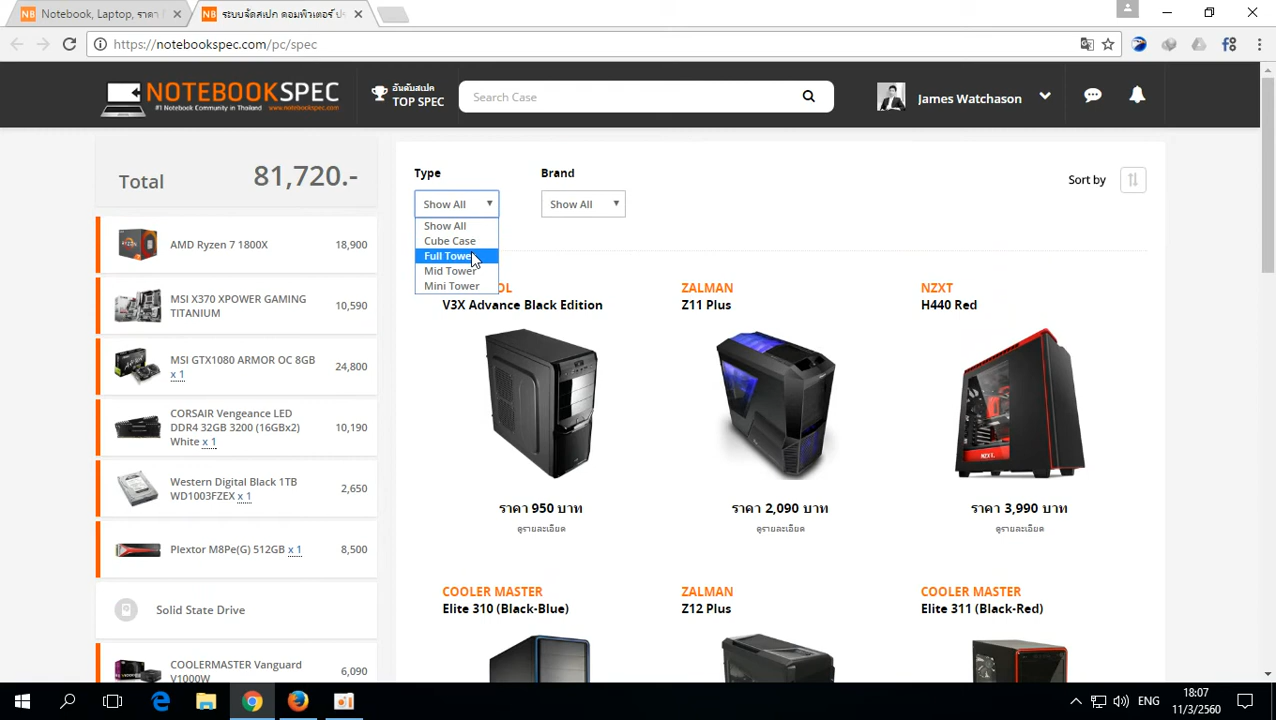 Notebook, Laptop, ราคา
ระบบจัดสเปก คอมพิวเตอร์ ปร
https://notebookspec.com/pc/spec
NOTEBOOKSPEC
#1 Notebook Community in Thailand www.notebookspec.com
อันดับสเปค
TOP SPEC
Search Case
James Watchason
Total 81,720.-
AMD Ryzen 7 1800X 18,900
MSI X370 XPOWER GAMING
TITANIUM 10,590
MSI GTX1080 ARMOR OC 8GB
x 1 24,800
CORSAIR Vengeance LED
DDR4 32GB 3200 (16GBx2)
White x 1 10,190
Western Digital Black 1TB
WD1003FZEX x 1 2,650
Plextor M8Pe(G) 512GB x 1 8,500
Solid State Drive
COOLERMASTER Vanguard
V1000W 6,090
Type Brand Sort by
Show All Show All
Show All
Cube Case
Full Tower
Mid Tower
Mini Tower
ZALMAN NZXT
V3X Advance Black Edition Z11 Plus H440 Red
NZXT
ราคา 950 บาท ราคา 2,090 บาท ราคา 3,990 บาท
ดูรายละเอียด ดูรายละเอียด ดูรายละเอียด
COOLER MASTER ZALMAN COOLER MASTER
Elite 310 (Black-Blue) Z12 Plus Elite 311 (Black-Red)
ENG
18:07
11/3/2560